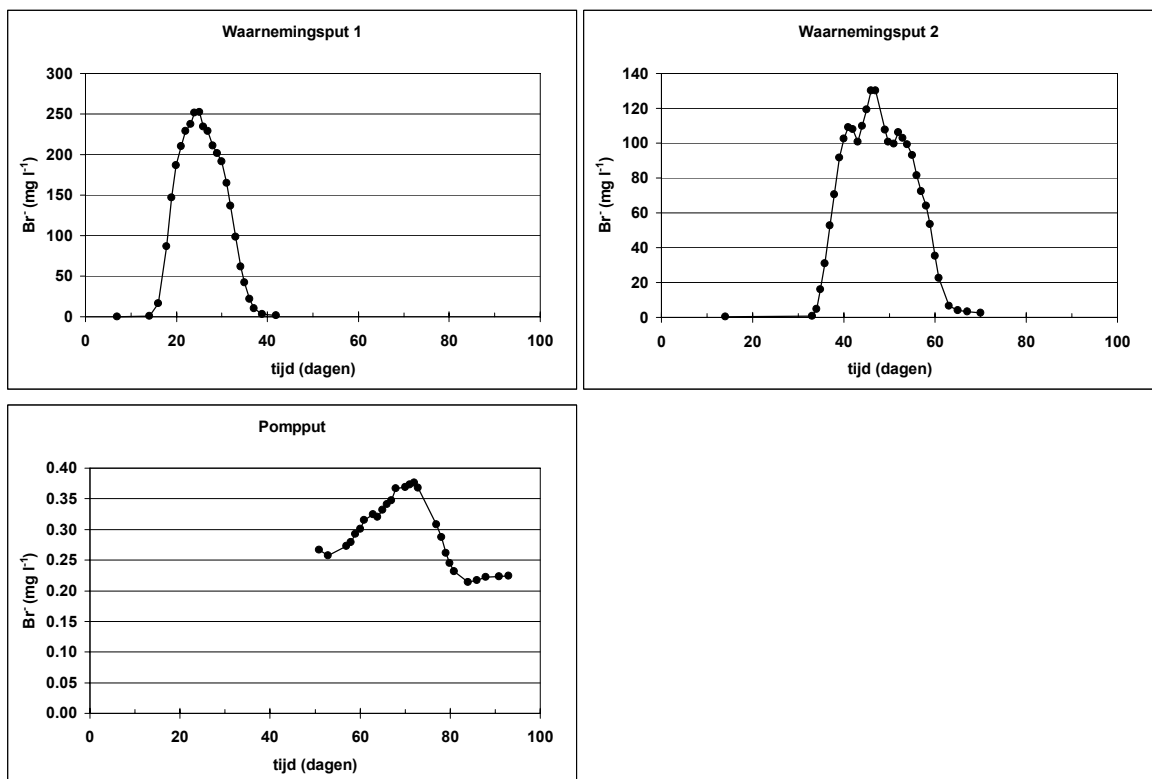 Waarnemingsput 1
Br⁻ (mg l⁻¹)
300
250
200
150
100
50
0
0 20 40 60 80 100
tijd (dagen)
Waarnemingsput 2
Br⁻ (mg l⁻¹)
140
120
100
80
60
40
20
0
0 20 40 60 80 100
tijd (dagen)
Pompput
Br⁻ (mg l⁻¹)
0.40
0.35
0.30
0.25
0.20
0.15
0.10
0.05
0.00
0 20 40 60 80 100
tijd (dagen)